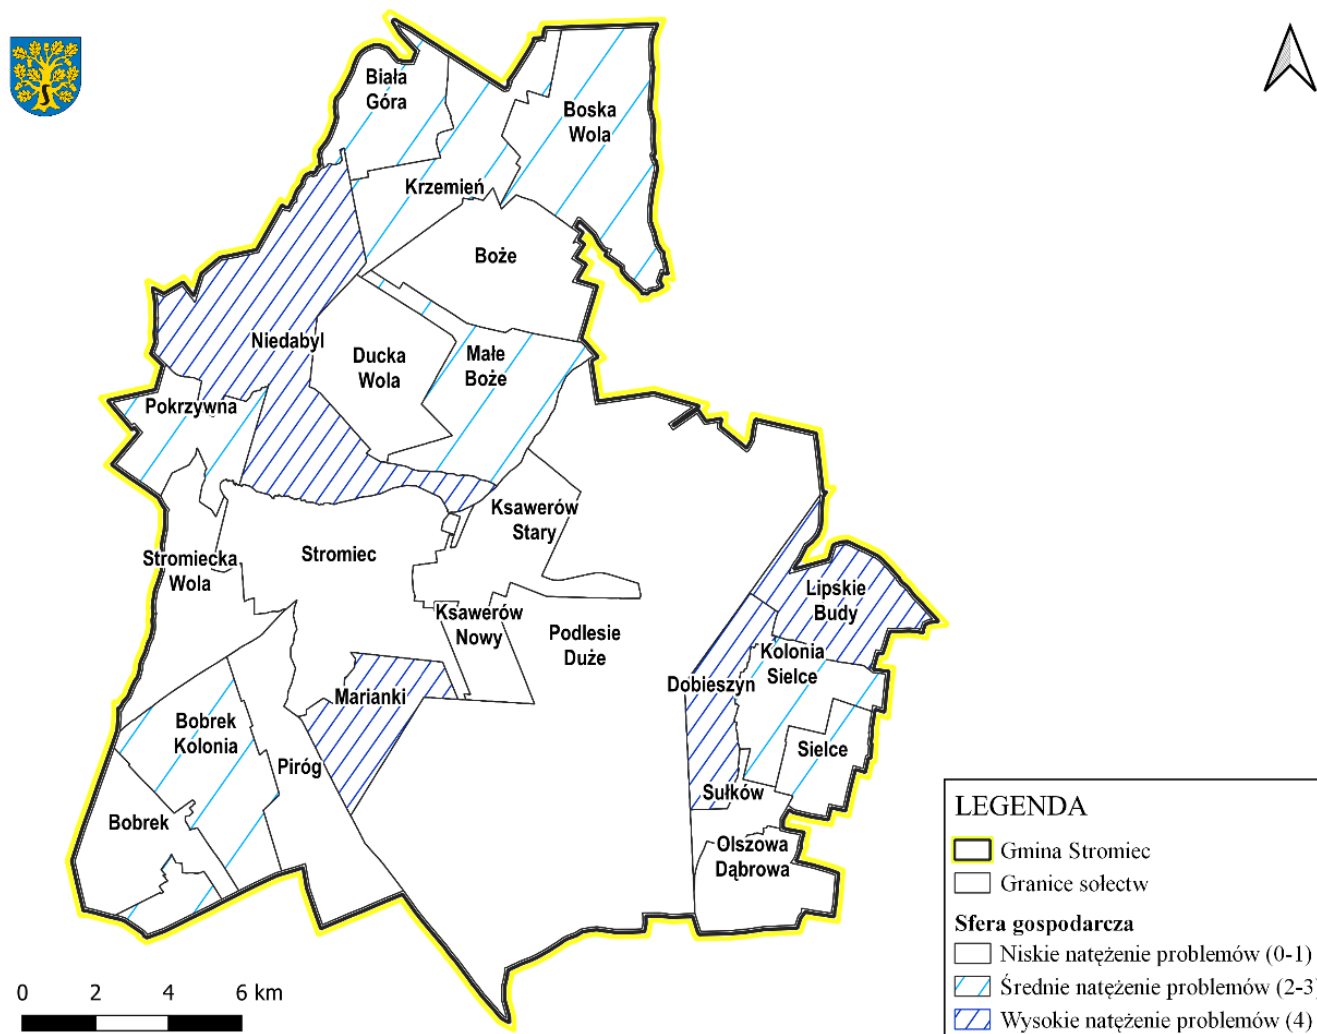 Biała
Góra
Boska
Wola
Krzemień
Boże
Niedabyl
Ducka
Wola
Małe
Boże
Pokrzywna
Ksawerów
Stary
Stromiecka
Wola
Stromiec
Lipskie
Budy
Ksawerów
Nowy
Podlesie
Duże
Kolonia
Sielce
Dobieszyn
Marianki
Bobrek
Kolonia
Sielce
Piróg
Sułków
Bobrek
Olszowa
Dąbrowa
LEGENDA
Gmina Stromiec
Granice sołectw
Sfera gospodarcza
Niskie natężenie problemów (0-1)
Średnie natężenie problemów (2-3)
Wysokie natężenie problemów (4)
0 2 4 6 km